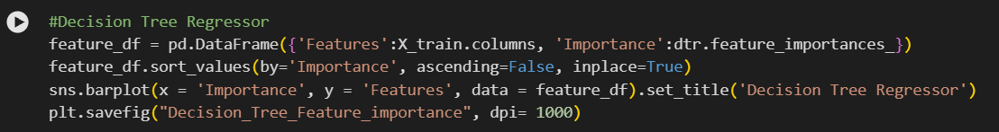 #Decision Tree Regressor
feature_df = pd.DataFrame({'Features':X_train.columns, 'Importance':dtr.feature_importances_})
feature_df.sort_values(by='Importance', ascending=False, inplace=True)
sns.barplot(x = 'Importance', y = 'Features', data = feature_df).set_title('Decision Tree Regressor')
plt.savefig("Decision_Tree_Feature_importance", dpi= 1000)